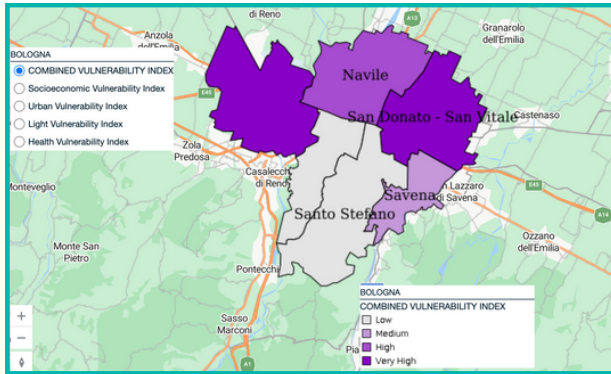 di Reno
Anzola
dell'Emilia
A13
Granarolo
dell'Emilia
BOLOGNA
COMBINED VULNERABILITY INDEX
Socioeconomic Vulnerability Index
Urban Vulnerability Index
Light Vulnerability Index
Health Vulnerability Index
E45
Navile
San Donato - San Vitale
Castenaso
Zola
Predosa
Casalecch
di Reno
Monteveglio
Savena
n Lazzaro
di Savena
E45
A14
Santo Stefano
Ozzano
dell'Emilia
Monte San
Pietro
Pontecchi
BOLOGNA
COMBINED VULNERABILITY INDEX
Low
Medium
High
Very High
Sasso
Marconi
Pia
A1
+
−